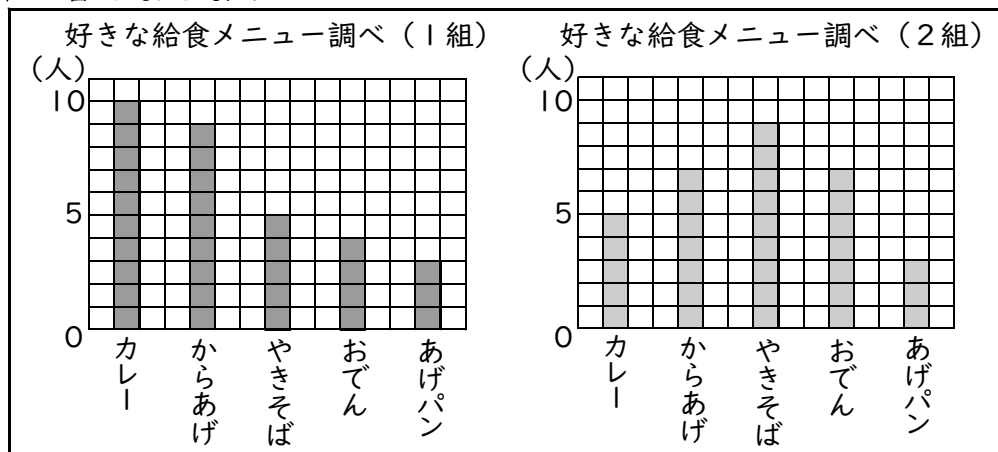 好きな給食メニュー調べ(1組)
(人)
10
5
0
カレー
からあげ
やきそば
おでん
あげパン
好きな給食メニュー調べ(2組)
(人)
10
5
0
カレー
からあげ
やきそば
おでん
あげパン